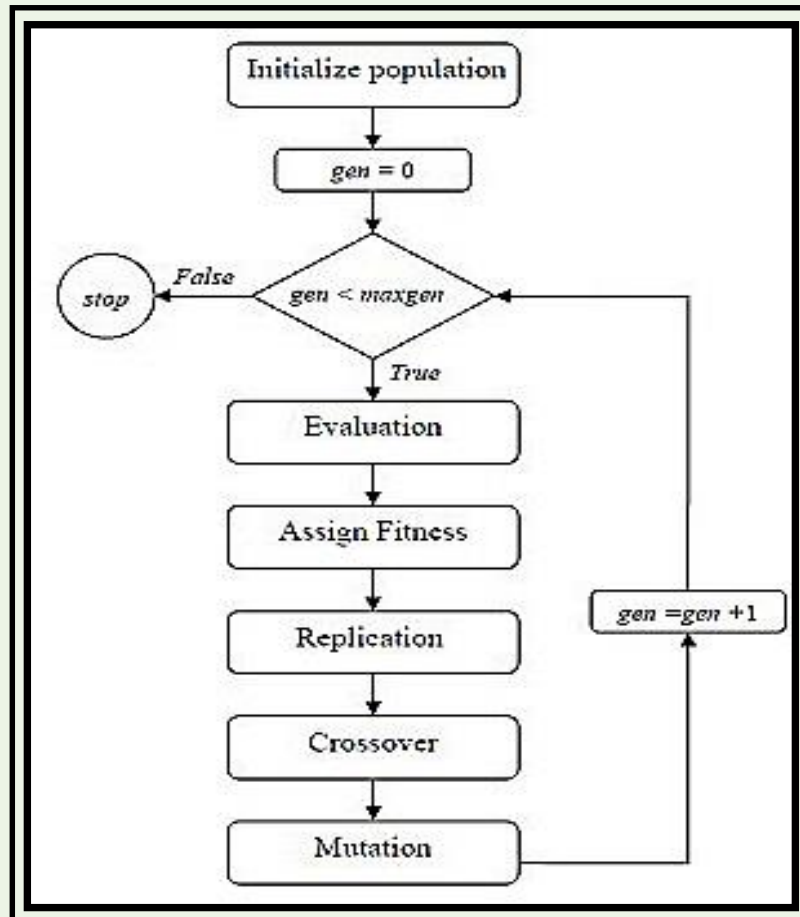 Initialize population
gen = 0
False
stop
gen < maxgen
True
Evaluation
Assign Fitness
Replication
gen =gen +1
Crossover
Mutation